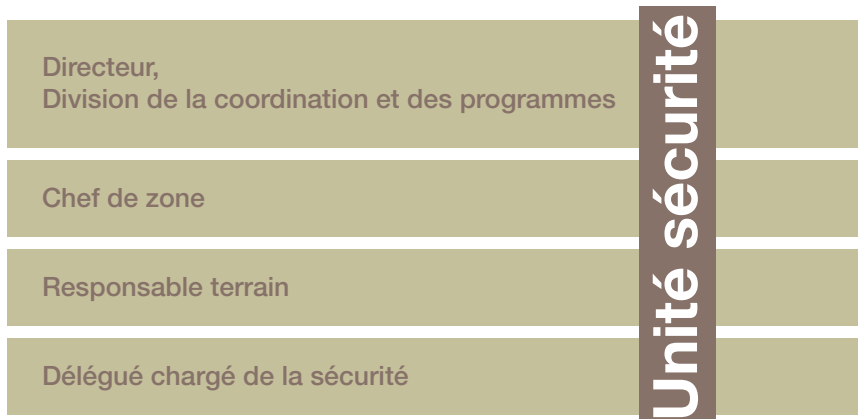 Directeur,
Division de la coordination et des programmes
Chef de zone
Responsable terrain
Délégué chargé de la sécurité
Unité sécurité